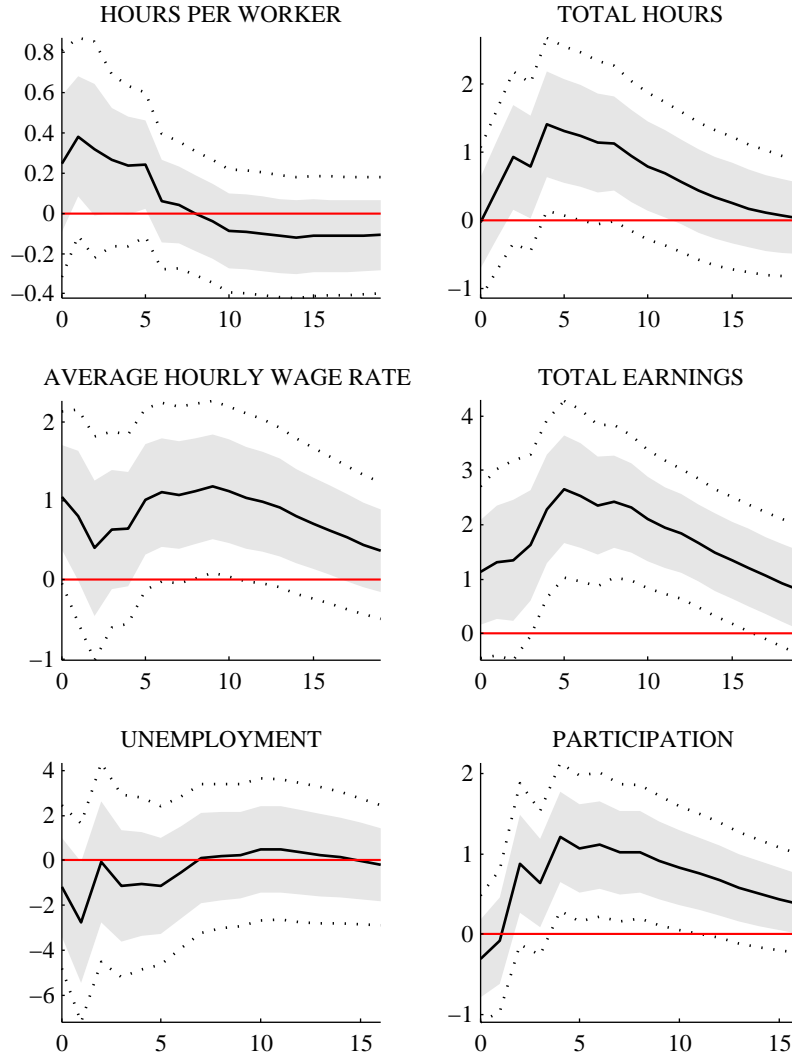 HOURS PER WORKER
0.8
0.6
0.4
0.2
0
−0.2
−0.4
0 5 10 15
TOTAL HOURS
2
1
0
−1
0 5 10 15
AVERAGE HOURLY WAGE RATE
2
1
0
−1
0 5 10 15
TOTAL EARNINGS
4
3
2
1
0
0 5 10 15
UNEMPLOYMENT
4
2
0
−2
−4
−6
0 5 10 15
PARTICIPATION
2
1
0
−1
0 5 10 15